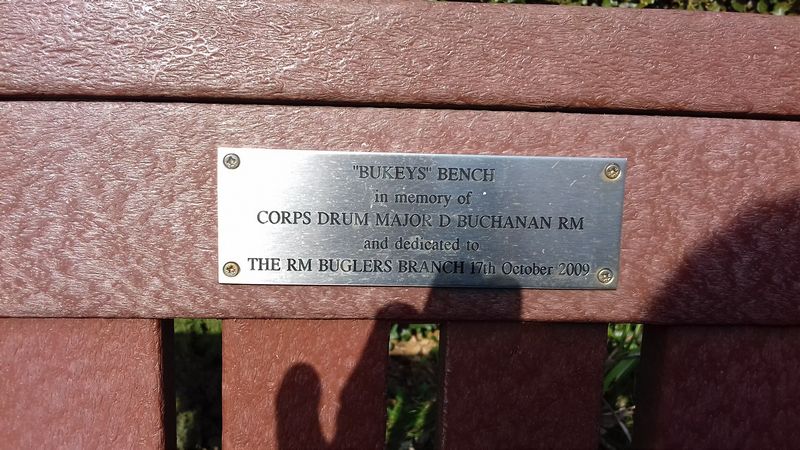 "BUKEYS" BENCH
in memory of
CORPS DRUM MAJOR D BUCHANAN RM
and dedicated to
THE RM BUGLERS BRANCH 17th October 2009